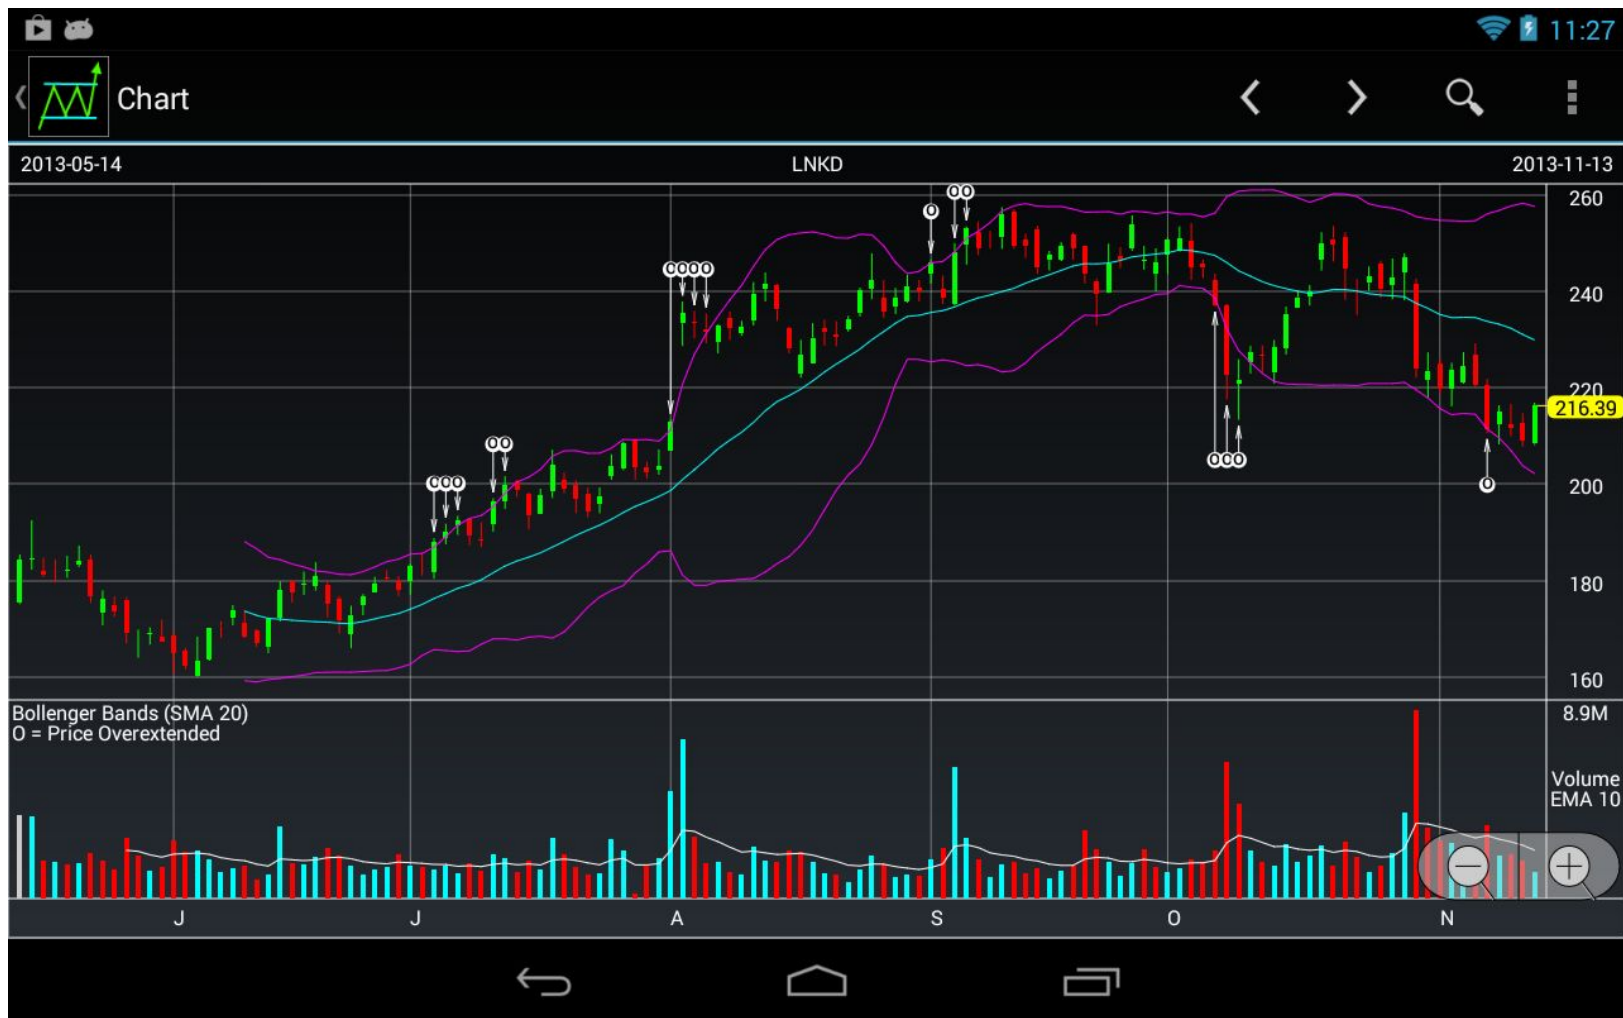 11:27
Chart
2013-05-14 LNKD 2013-11-13
260
240
220
216.39
200
180
160
O O O O O O O O O O O O O O O O
Bollenger Bands (SMA 20)
O = Price Overextended
8.9M
Volume
EMA 10
J J A S O N